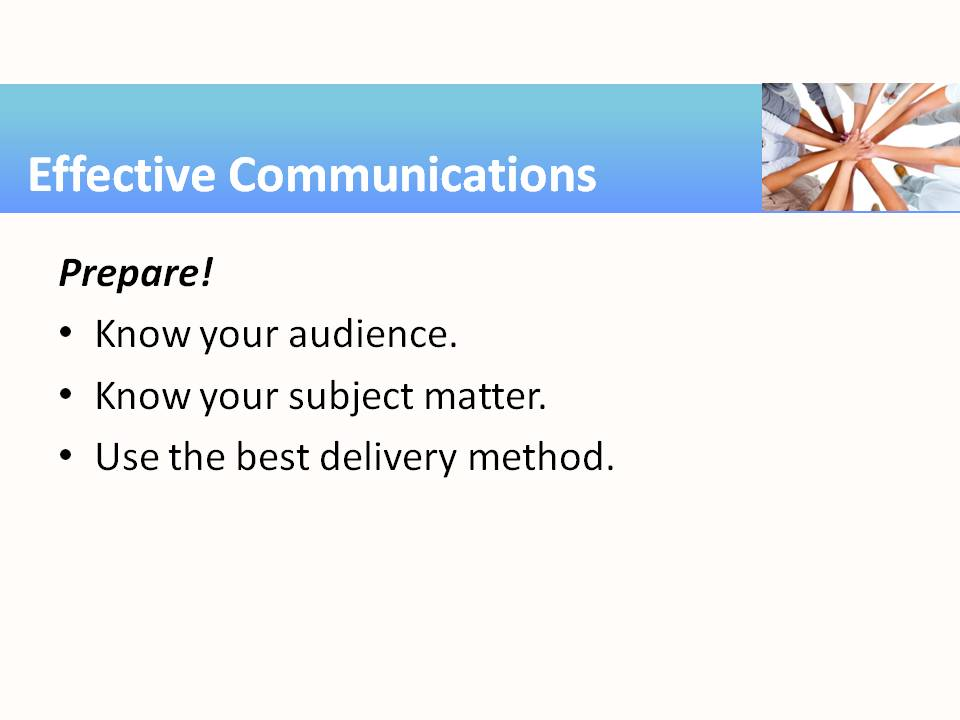 Effective Communications
Prepare!
• Know your audience.
• Know your subject matter.
• Use the best delivery method.